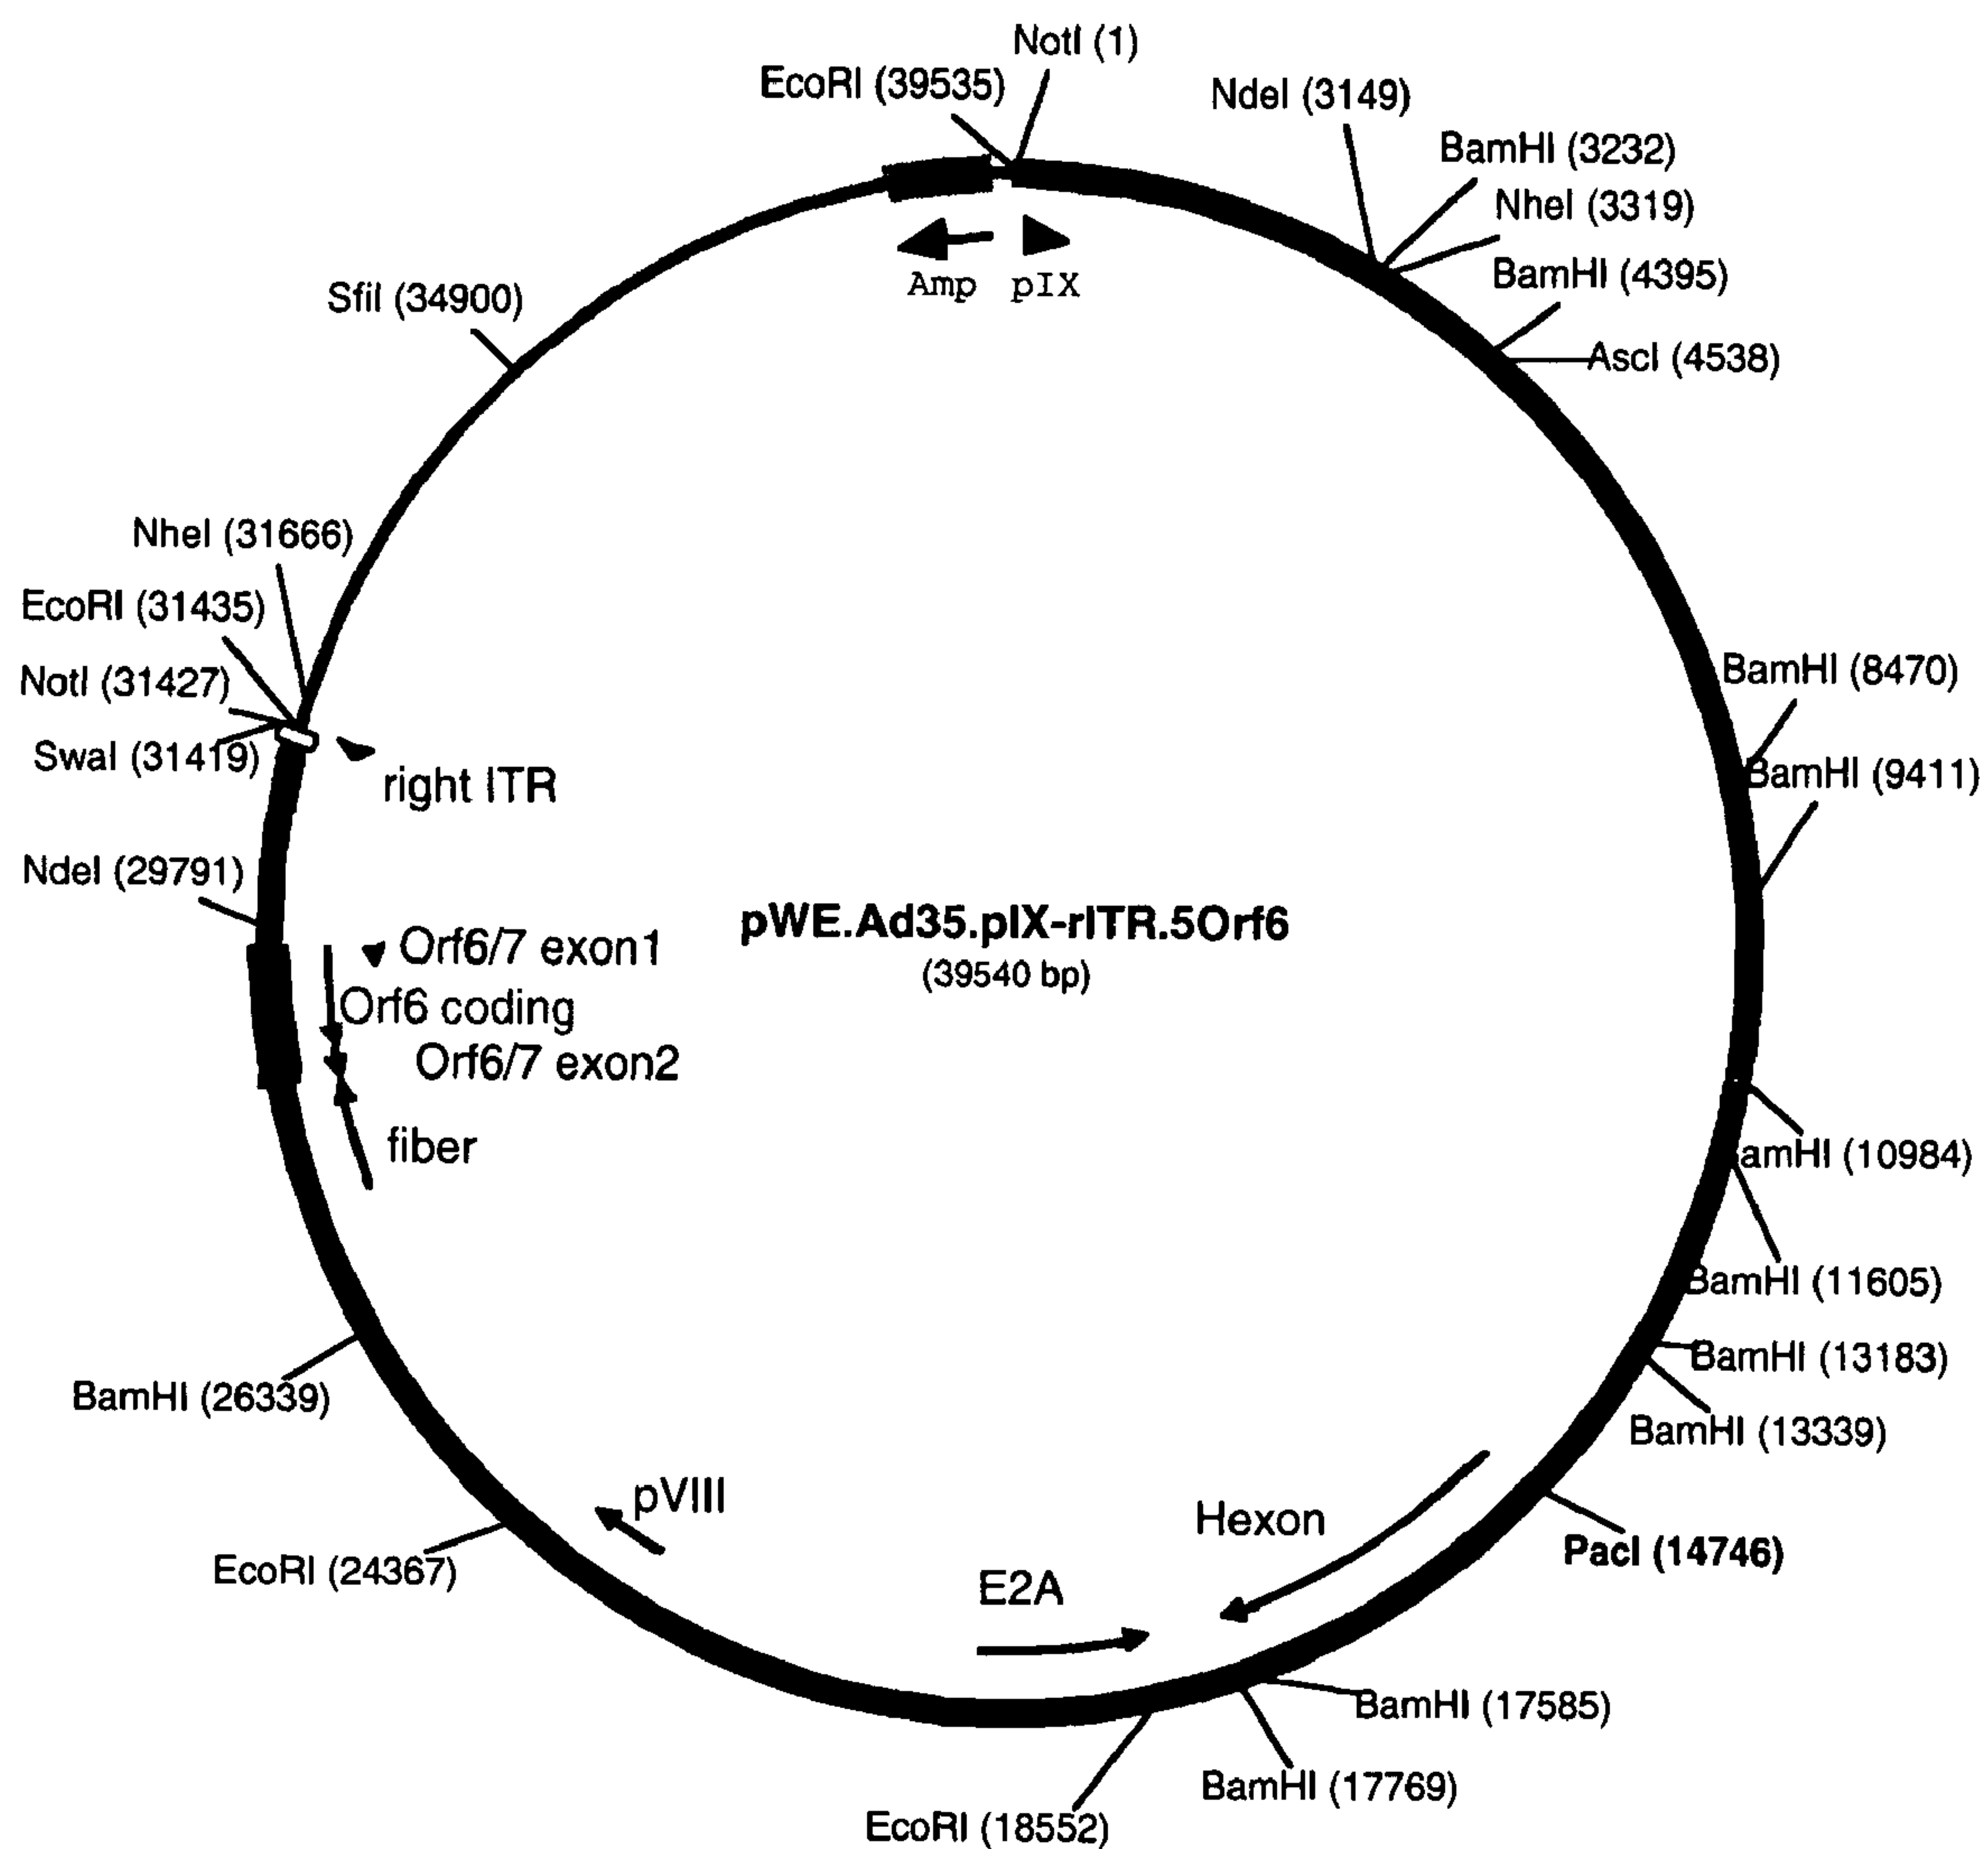 NotI (1)
EcoRI (39535)
NdeI (3149)
BamHI (3232)
NheI (3319)
BamHI (4395)
AscI (4538)
Amp
pIX
SfiI (34900)
NheI (31666)
EcoRI (31435)
NotI (31427)
SwaI (31419)
right ITR
BamHI (8470)
BamHI (9411)
NdeI (29791)
pWE.Ad35.pIX-rITR.5Orf6
(39540 bp)
Orf6/7 exon1
Orf6 coding
Orf6/7 exon2
fiber
amHI (10984)
BamHI (11605)
BamHI (13183)
BamHI (13339)
BamHI (26339)
pVIII
Hexon
PacI (14746)
EcoRI (24367)
E2A
BamHI (17585)
BamHI (17769)
EcoRI (18552)